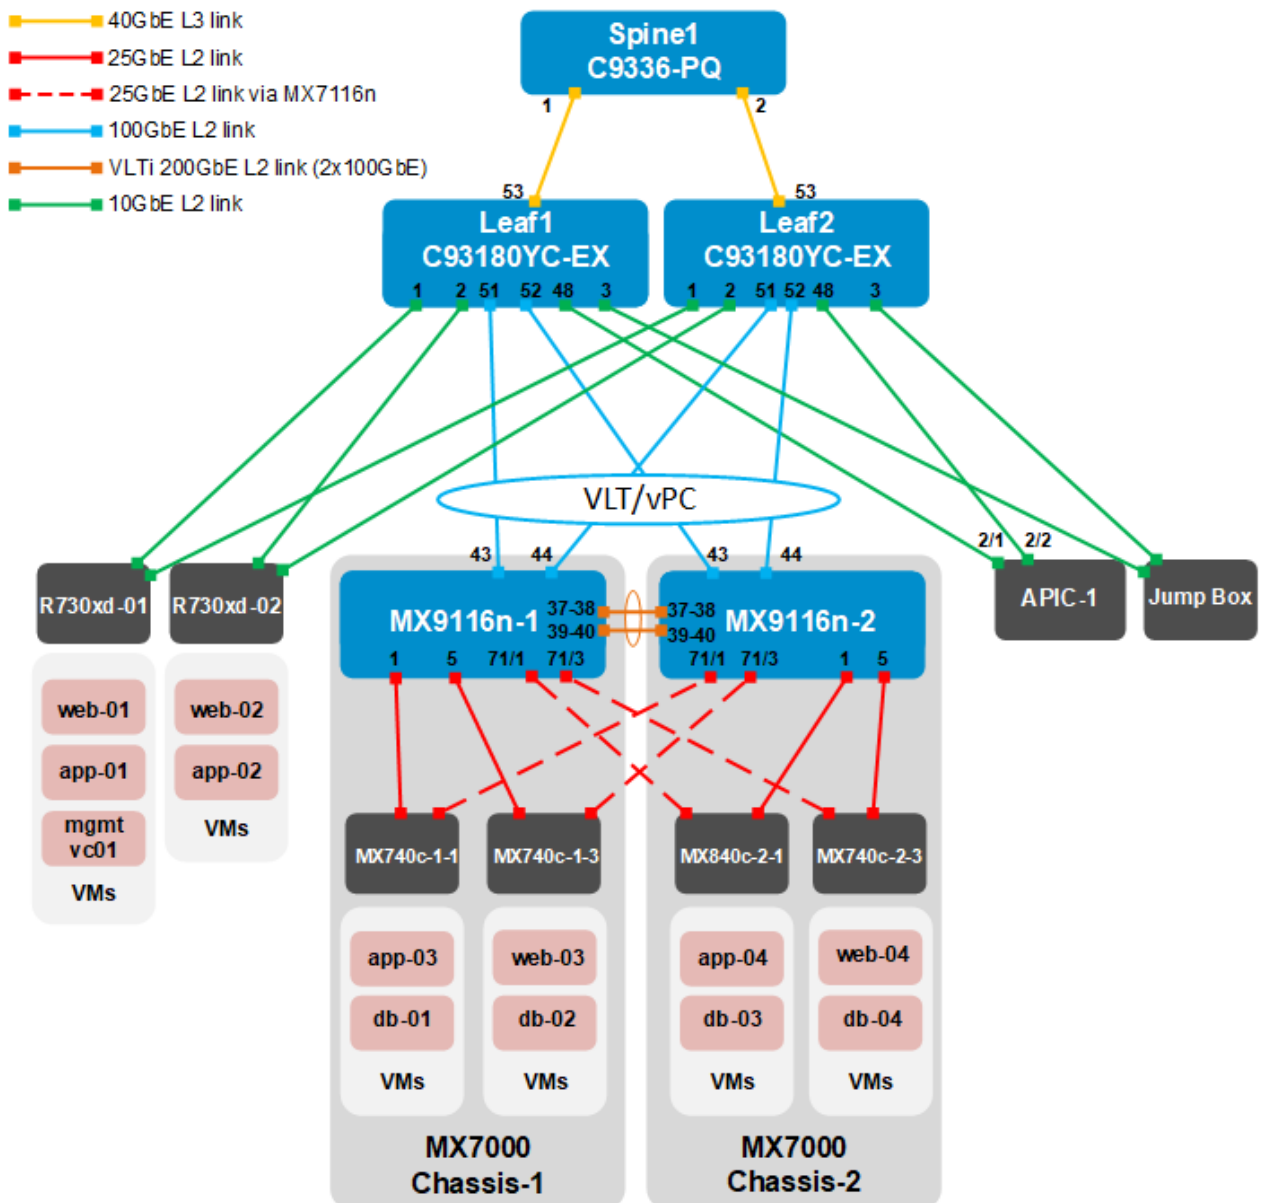 40GbE L3 link
25GbE L2 link
25GbE L2 link via MX7116n
100GbE L2 link
VLTi 200GbE L2 link (2x100GbE)
10GbE L2 link
Spine1
C9336-PQ
1 2
53 53
Leaf1
C93180YC-EX
1 2 51 52 48 3
Leaf2
C93180YC-EX
1 2 51 52 48 3
VLT/vPC
43 44 43 44
2/1 2/2
R730xd-01
R730xd-02
APIC-1
Jump Box
MX9116n-1
37-38
39-40
1 5 71/1 71/3
37-38
39-40
MX9116n-2
71/1 71/3 1 5
web-01
app-01
mgmt
vc01
VMs
web-02
app-02
VMs
MX740c-1-1
MX740c-1-3
MX840c-2-1
MX740c-2-3
app-03
db-01
VMs
web-03
db-02
VMs
app-04
db-03
VMs
web-04
db-04
VMs
MX7000
Chassis-1
MX7000
Chassis-2